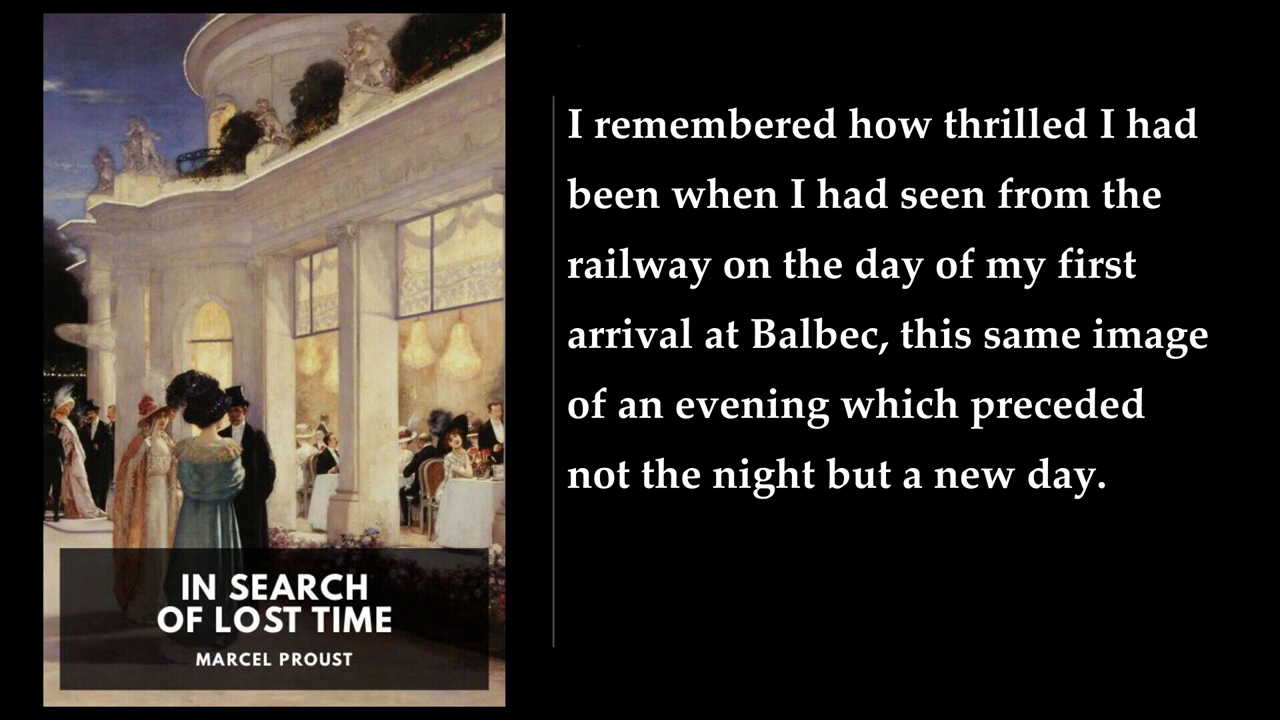 IN SEARCH
OF LOST TIME
MARCEL PROUST
I remembered how thrilled I had
been when I had seen from the
railway on the day of my first
arrival at Balbec, this same image
of an evening which preceded
not the night but a new day.